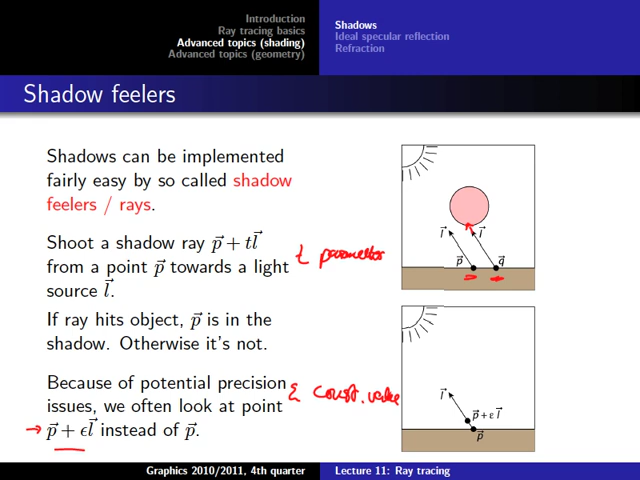 Introduction
Ray tracing basics
Advanced topics (shading)
Advanced topics (geometry)
Shadows
Ideal specular reflection
Refraction
Shadow feelers
Shadows can be implemented
fairly easy by so called shadow
feelers / rays.
Shoot a shadow ray p⃗ + tl⃗
from a point p⃗ towards a light
source l⃗.
If ray hits object, p⃗ is in the
shadow. Otherwise it's not.
Because of potential precision
issues, we often look at point
→ p⃗ + ϵl⃗ instead of p⃗.
parameter
const. value
l⃗ l⃗
p⃗ q⃗
l⃗
p⃗ + ε l⃗
p⃗
Graphics 2010/2011, 4th quarter Lecture 11: Ray tracing